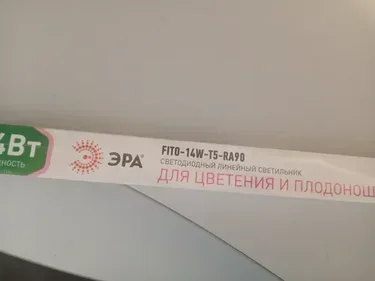 4Вт
ЭРА
FITO-14W-T5-RA90
СВЕТОДИОДНЫЙ ЛИНЕЙНЫЙ СВЕТИЛЬНИК
ДЛЯ ЦВЕТЕНИЯ И ПЛОДОНОШ